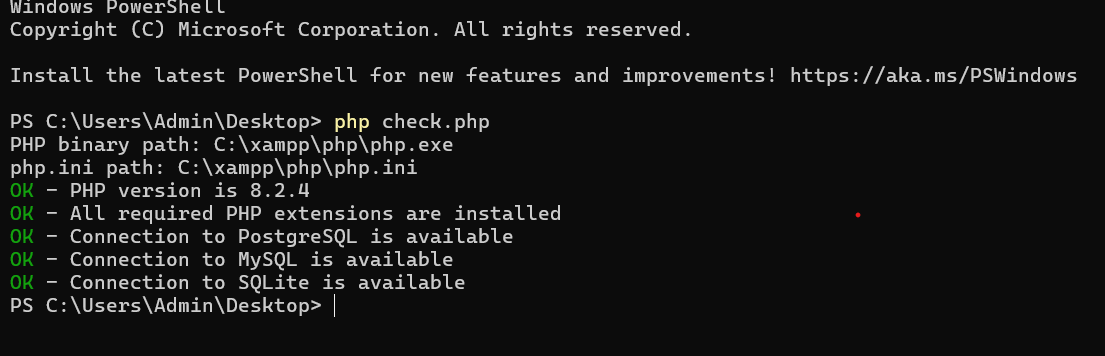 Windows PowerShell
Copyright (C) Microsoft Corporation. All rights reserved.
Install the latest PowerShell for new features and improvements! https://aka.ms/PSWindows
PS C:\Users\Admin\Desktop> php check.php
PHP binary path: C:\xampp\php\php.exe
php.ini path: C:\xampp\php\php.ini
OK - PHP version is 8.2.4
OK - All required PHP extensions are installed
OK - Connection to PostgreSQL is available
OK - Connection to MySQL is available
OK - Connection to SQLite is available
PS C:\Users\Admin\Desktop>